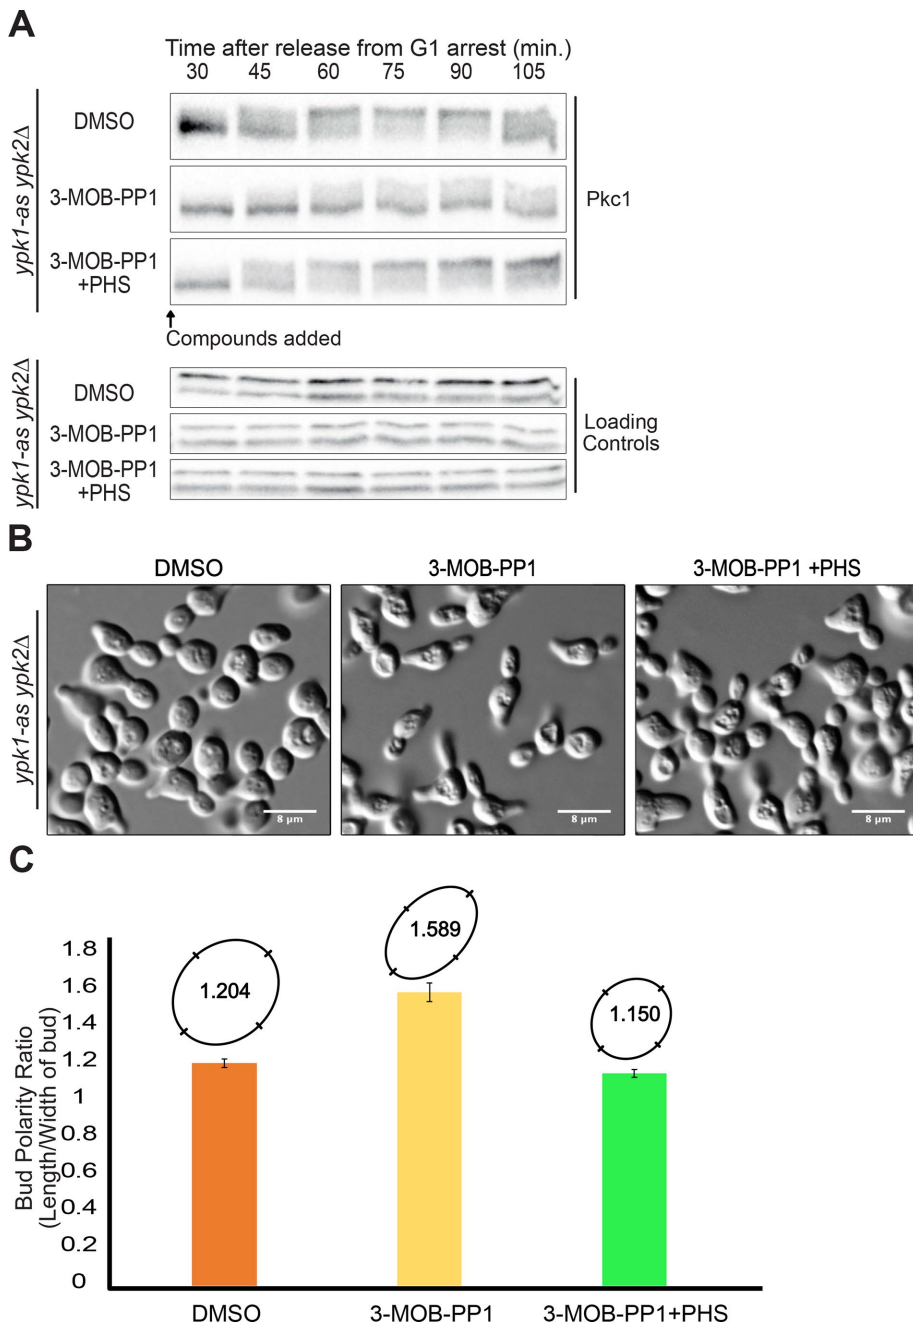 A
Time after release from G1 arrest (min.)
30 45 60 75 90 105
ypk1-as ypk2Δ
DMSO
3-MOB-PP1
3-MOB-PP1
+PHS
Pkc1
Compounds added
ypk1-as ypk2Δ
DMSO
3-MOB-PP1
3-MOB-PP1
+PHS
Loading
Controls
B
DMSO 3-MOB-PP1 3-MOB-PP1 +PHS
ypk1-as ypk2Δ
8 µm 8 µm 8 µm
C
Bud Polarity Ratio
(Length/Width of bud)
1.8
1.6
1.4
1.2
1
0.8
0.6
0.4
0.2
0
1.204
1.589
1.150
DMSO 3-MOB-PP1 3-MOB-PP1+PHS